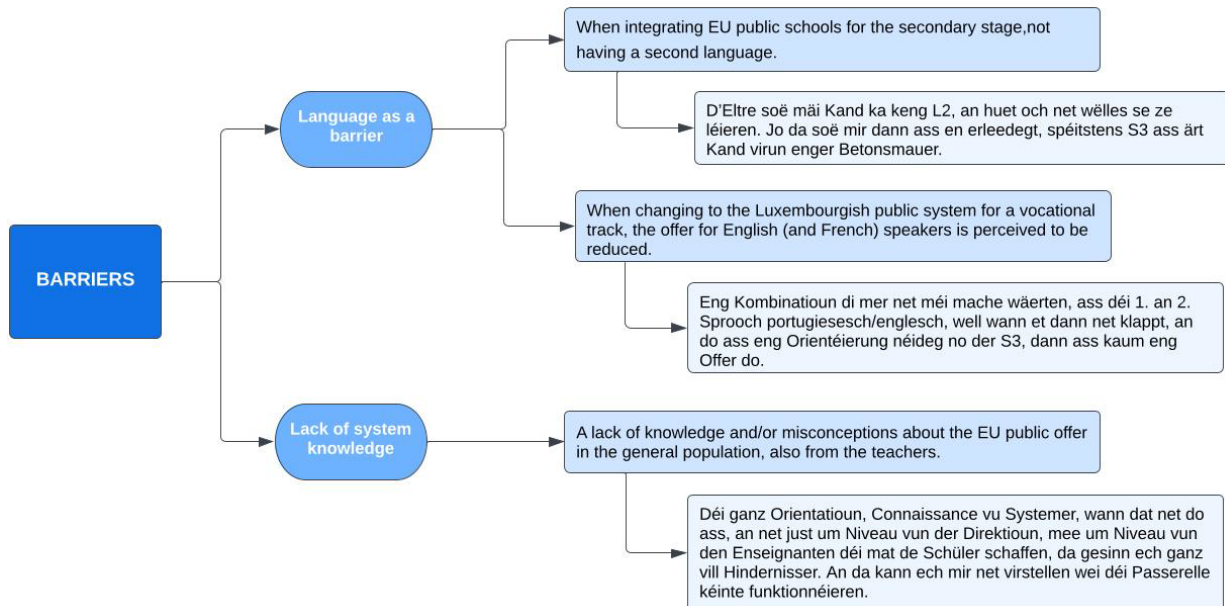 When integrating EU public schools for the secondary stage,not
having a second language.
Language as a
barrier
D'Eltre soë mäi Kand ka keng L2, an huet och net wëlles se ze
léieren. Jo da soë mir dann ass en erleedegt, spéitstens S3 ass ärt
Kand virun enger Betonsmauer.
When changing to the Luxembourgish public system for a vocational
track, the offer for English (and French) speakers is perceived to be
reduced.
BARRIERS
Eng Kombinatioun di mer net méi mache wäerten, ass déi 1. an 2.
Sprooch portugiesesch/englesch, well wann et dann net klappt, an
do ass eng Orientéierung néideg no der S3, dann ass kaum eng
Offer do.
Lack of system
knowledge
A lack of knowledge and/or misconceptions about the EU public offer
in the general population, also from the teachers.
Déi ganz Orientatioun, Connaissance vu Systemer, wann dat net do
ass, an net just um Niveau vun der Direktioun, mee um Niveau vun
den Enseignanten déi mat de Schüler schaffen, da gesinn ech ganz
vill Hindernisser. An da kann ech mir net virstellen wei déi Passerelle
kéinte funktionnéieren.